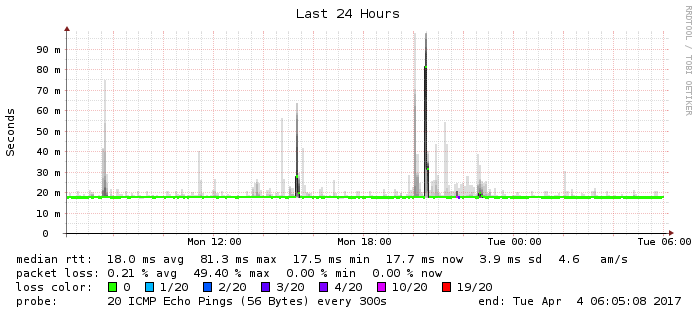 Last 24 Hours
RRDTOOL / TOBI OETIKER
Seconds
90 m
80 m
70 m
60 m
50 m
40 m
30 m
20 m
10 m
0
Mon 12:00 Mon 18:00 Tue 00:00 Tue 06:00
median rtt: 18.0 ms avg 81.3 ms max 17.5 ms min 17.7 ms now 3.9 ms sd 4.6 am/s
packet loss: 0.21 % avg 49.40 % max 0.00 % min 0.00 % now
loss color: 0 1/20 2/20 3/20 4/20 10/20 19/20
probe: 20 ICMP Echo Pings (56 Bytes) every 300s end: Tue Apr 4 06:05:08 2017